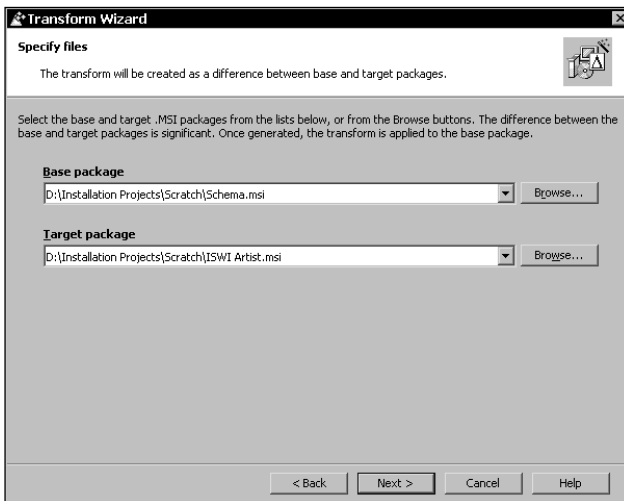 Transform Wizard
Specify files
The transform will be created as a difference between base and target packages.
Select the base and target .MSI packages from the lists below, or from the Browse buttons. The difference between the
base and target packages is significant. Once generated, the transform is applied to the base package.
Base package
D:\Installation Projects\Scratch\Schema.msi
Browse...
Target package
D:\Installation Projects\Scratch\ISWI Artist.msi
Browse...
< Back Next > Cancel Help